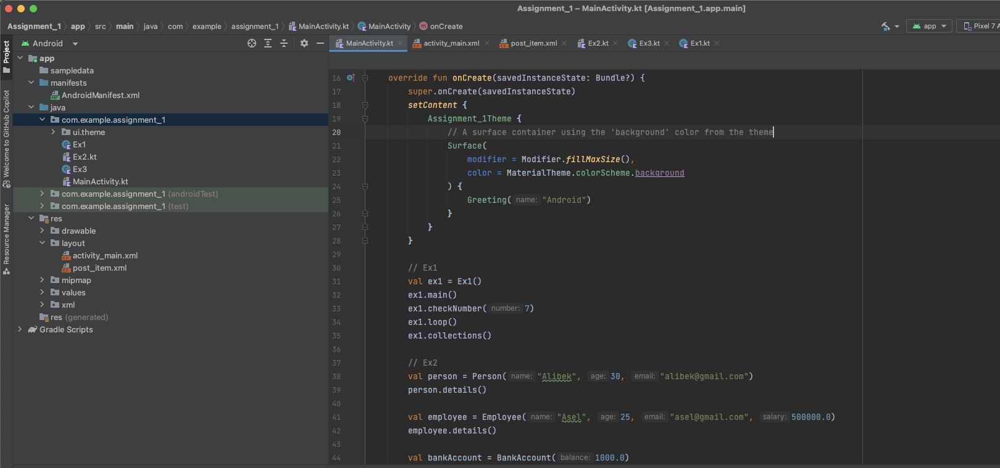 Assignment_1 – MainActivity.kt [Assignment_1.app.main]
Assignment_1 app src main java com example assignment_1 MainActivity.kt MainActivity onCreate
app
Pixel 7 A
Project
Welcome to GitHub Copilot
Resource Manager
Android
app
sampledata
manifests
AndroidManifest.xml
java
com.example.assignment_1
ui.theme
Ex1
Ex2.kt
Ex3
MainActivity.kt
com.example.assignment_1 (androidTest)
com.example.assignment_1 (test)
res
drawable
layout
activity_main.xml
post_item.xml
mipmap
values
xml
res (generated)
Gradle Scripts
MainActivity.kt activity_main.xml post_item.xml Ex2.kt Ex3.kt Ex1.kt
16 override fun onCreate(savedInstanceState: Bundle?) {
17 super.onCreate(savedInstanceState)
18 setContent {
19 Assignment_1Theme {
20 // A surface container using the 'background' color from the theme
21 Surface(
22 modifier = Modifier.fillMaxSize(),
23 color = MaterialTheme.colorScheme.background
24 ) {
25 Greeting( name: "Android")
26 }
27 }
28 }
29
30 // Ex1
31 val ex1 = Ex1()
32 ex1.main()
33 ex1.checkNumber( number: 7)
34 ex1.loop()
35 ex1.collections()
36
37 // Ex2
38 val person = Person( name: "Alibek", age: 30, email: "alibek@gmail.com")
39 person.details()
40
41 val employee = Employee( name: "Asel", age: 25, email: "asel@gmail.com", salary: 500000.0)
42 employee.details()
43
44 val bankAccount = BankAccount( balance: 1000.0)